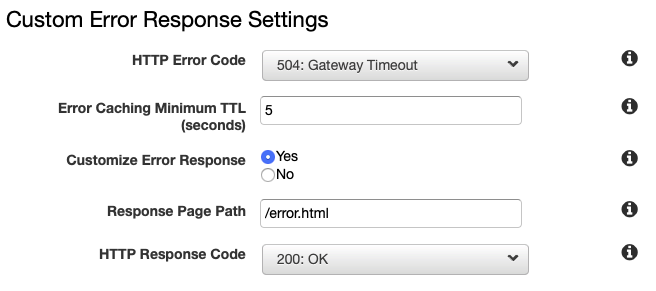 Custom Error Response Settings
HTTP Error Code 504: Gateway Timeout
Error Caching Minimum TTL
(seconds) 5
Customize Error Response Yes
No
Response Page Path /error.html
HTTP Response Code 200: OK